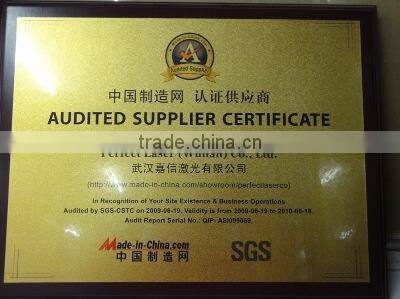 Audited Supplier
中国制造网 认证供应商
AUDITED SUPPLIER CERTIFICATE
trade.china.cn
Perfect Laser (Wuhan) Co., Ltd.
武汉嘉信激光有限公司
(http://www.made-in-china.com/showroom/perfectlaserco)
In Recognition of Your Site Existence & Business Operations
Audited by SGS-CSTC on 2009-06-19. Validity is from 2009-06-19 to 2010-06-18.
Audit Report Serial No.: QIP- ASI099069.
Made-in-China.com
中国制造网
SGS